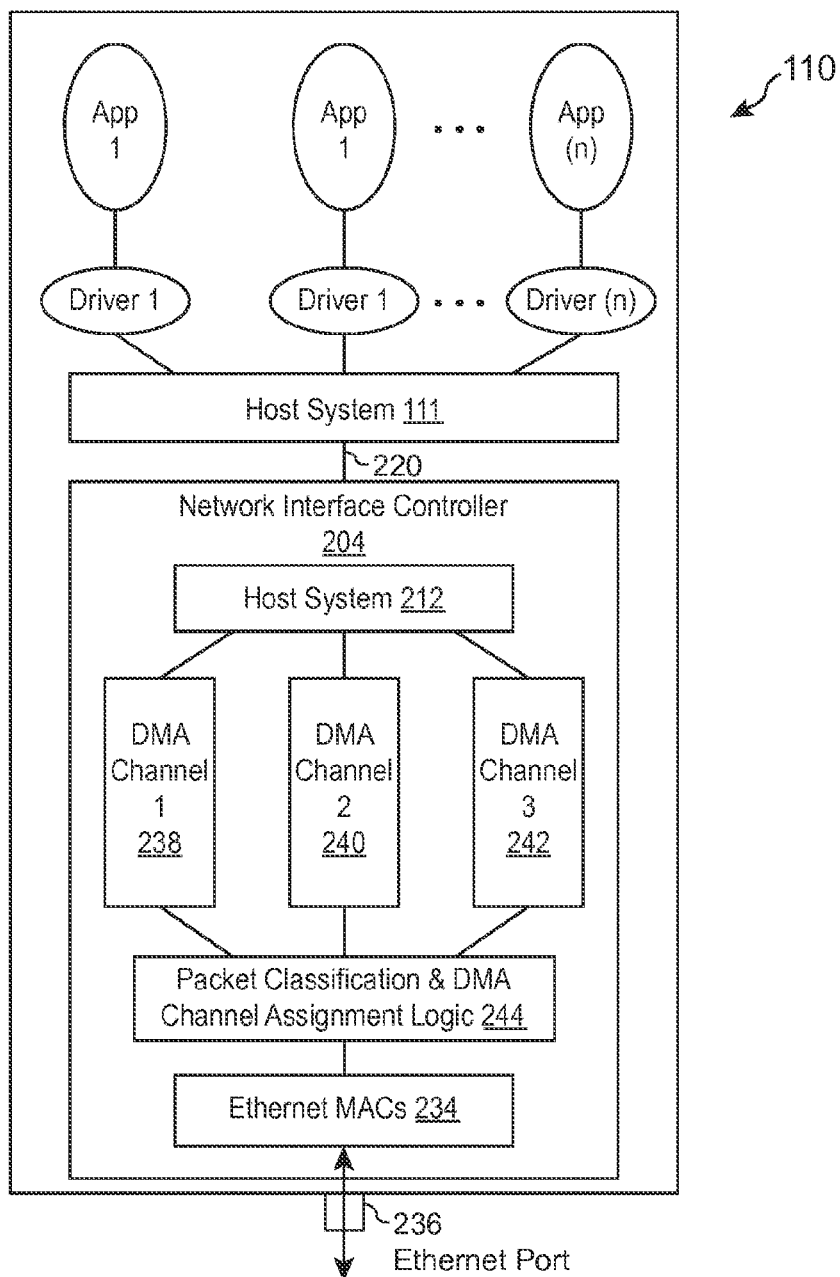 110
App
1
App
1
App
(n)
Driver 1
Driver 1
Driver (n)
Host System 111
220
Network Interface Controller
204
Host System 212
DMA
Channel
1
238
DMA
Channel
2
240
DMA
Channel
3
242
Packet Classification & DMA
Channel Assignment Logic 244
Ethernet MACs 234
236
Ethernet Port